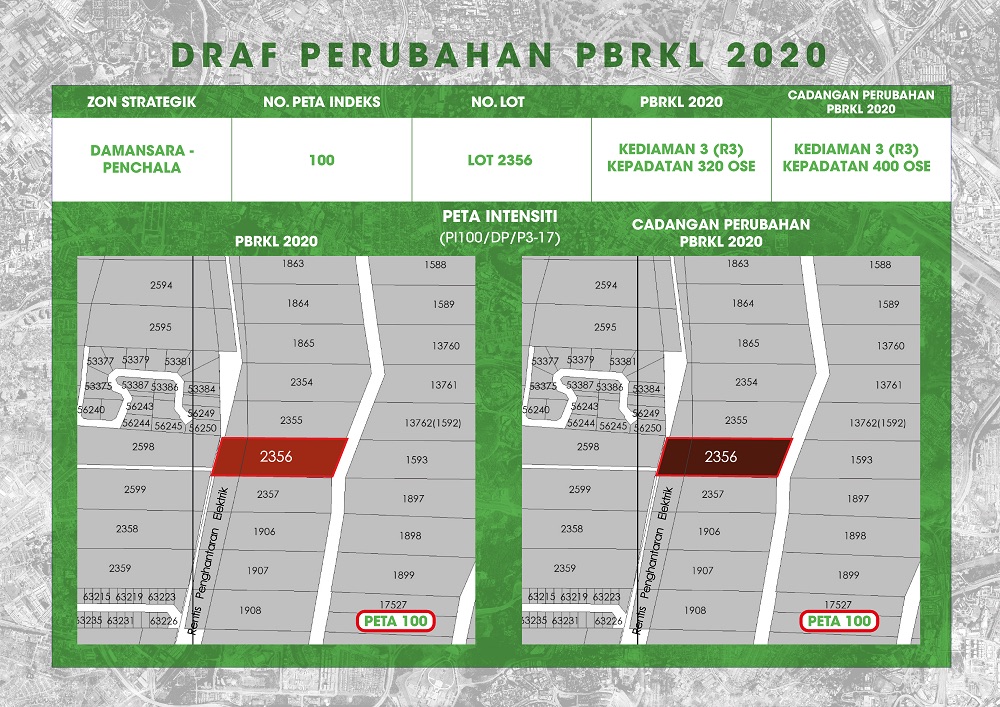 DRAF PERUBAHAN PBRKL 2020
ZON STRATEGIK
NO. PETA INDEKS
NO. LOT
PBRKL 2020
CADANGAN PERUBAHAN
PBRKL 2020
DAMANSARA -
PENCHALA
100
LOT 2356
KEDIAMAN 3 (R3)
KEPADATAN 320 OSE
KEDIAMAN 3 (R3)
KEPADATAN 400 OSE
PETA INTENSITI
(PI100/DP/P3-17)
PBRKL 2020
CADANGAN PERUBAHAN
PBRKL 2020
1863
1588
2594
1864
1589
2595
1865
13760
53377 53379 53381
2354
13761
53375 53387 53386 53384
56240 56243 56249
56244 56245 56250
2355
13762(1592)
2598
2356
1593
2599
2357
1897
2358
1906
1898
2359
1907
1899
63215 63219 63223
1908
17527
63235 63231 63226
Rentis Penghantaran Elektrik
PETA 100
1863
1588
2594
1864
1589
2595
1865
13760
53377 53379 53381
2354
13761
53375 53387 53386 53384
56240 56243 56249
56244 56245 56250
2355
13762(1592)
2598
2356
1593
2599
2357
1897
2358
1906
1898
2359
1907
1899
63215 63219 63223
1908
17527
63235 63231 63226
Rentis Penghantaran Elektrik
PETA 100